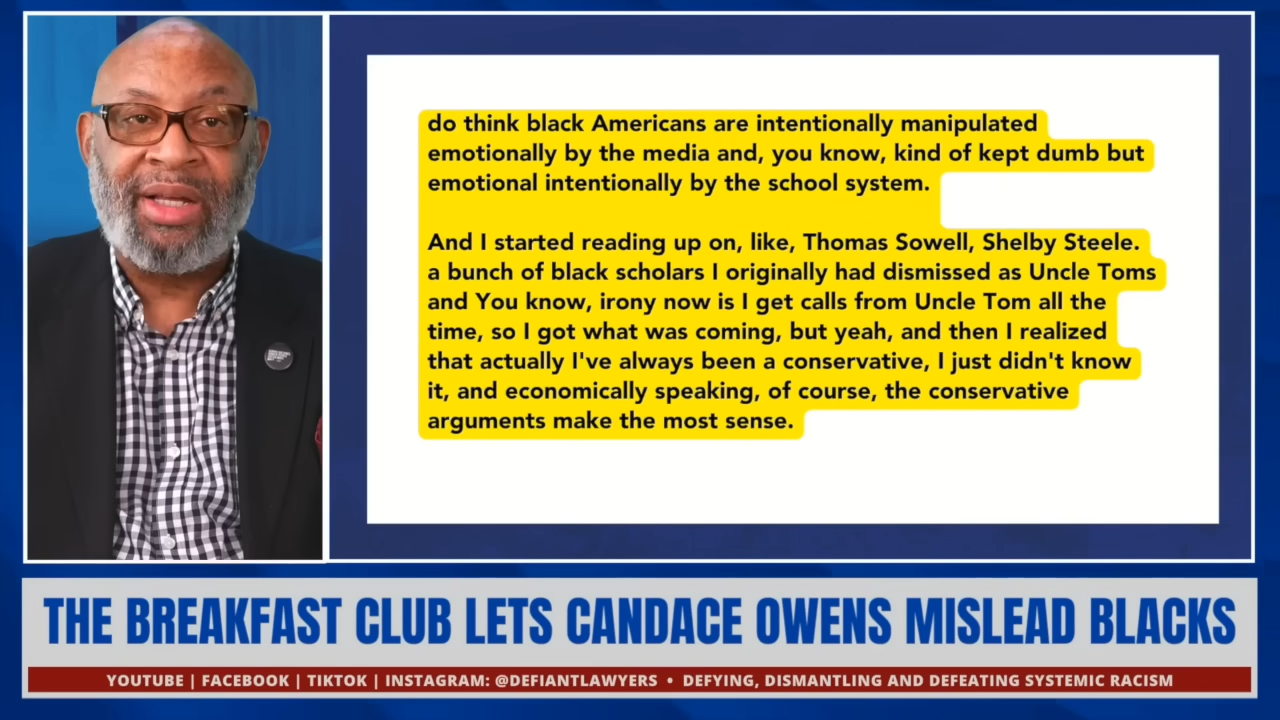 do think black Americans are intentionally manipulated
emotionally by the media and, you know, kind of kept dumb but
emotional intentionally by the school system.
And I started reading up on, like, Thomas Sowell, Shelby Steele.
a bunch of black scholars I originally had dismissed as Uncle Toms
and You know, irony now is I get calls from Uncle Tom all the
time, so I got what was coming, but yeah, and then I realized
that actually I've always been a conservative, I just didn't know
it, and economically speaking, of course, the conservative
arguments make the most sense.
THE BREAKFAST CLUB LETS CANDACE OWENS MISLEAD BLACKS
YOUTUBE | FACEBOOK | TIKTOK | INSTAGRAM: @DEFIANTLAWYERS • DEFYING, DISMANTLING AND DEFEATING SYSTEMIC RACISM